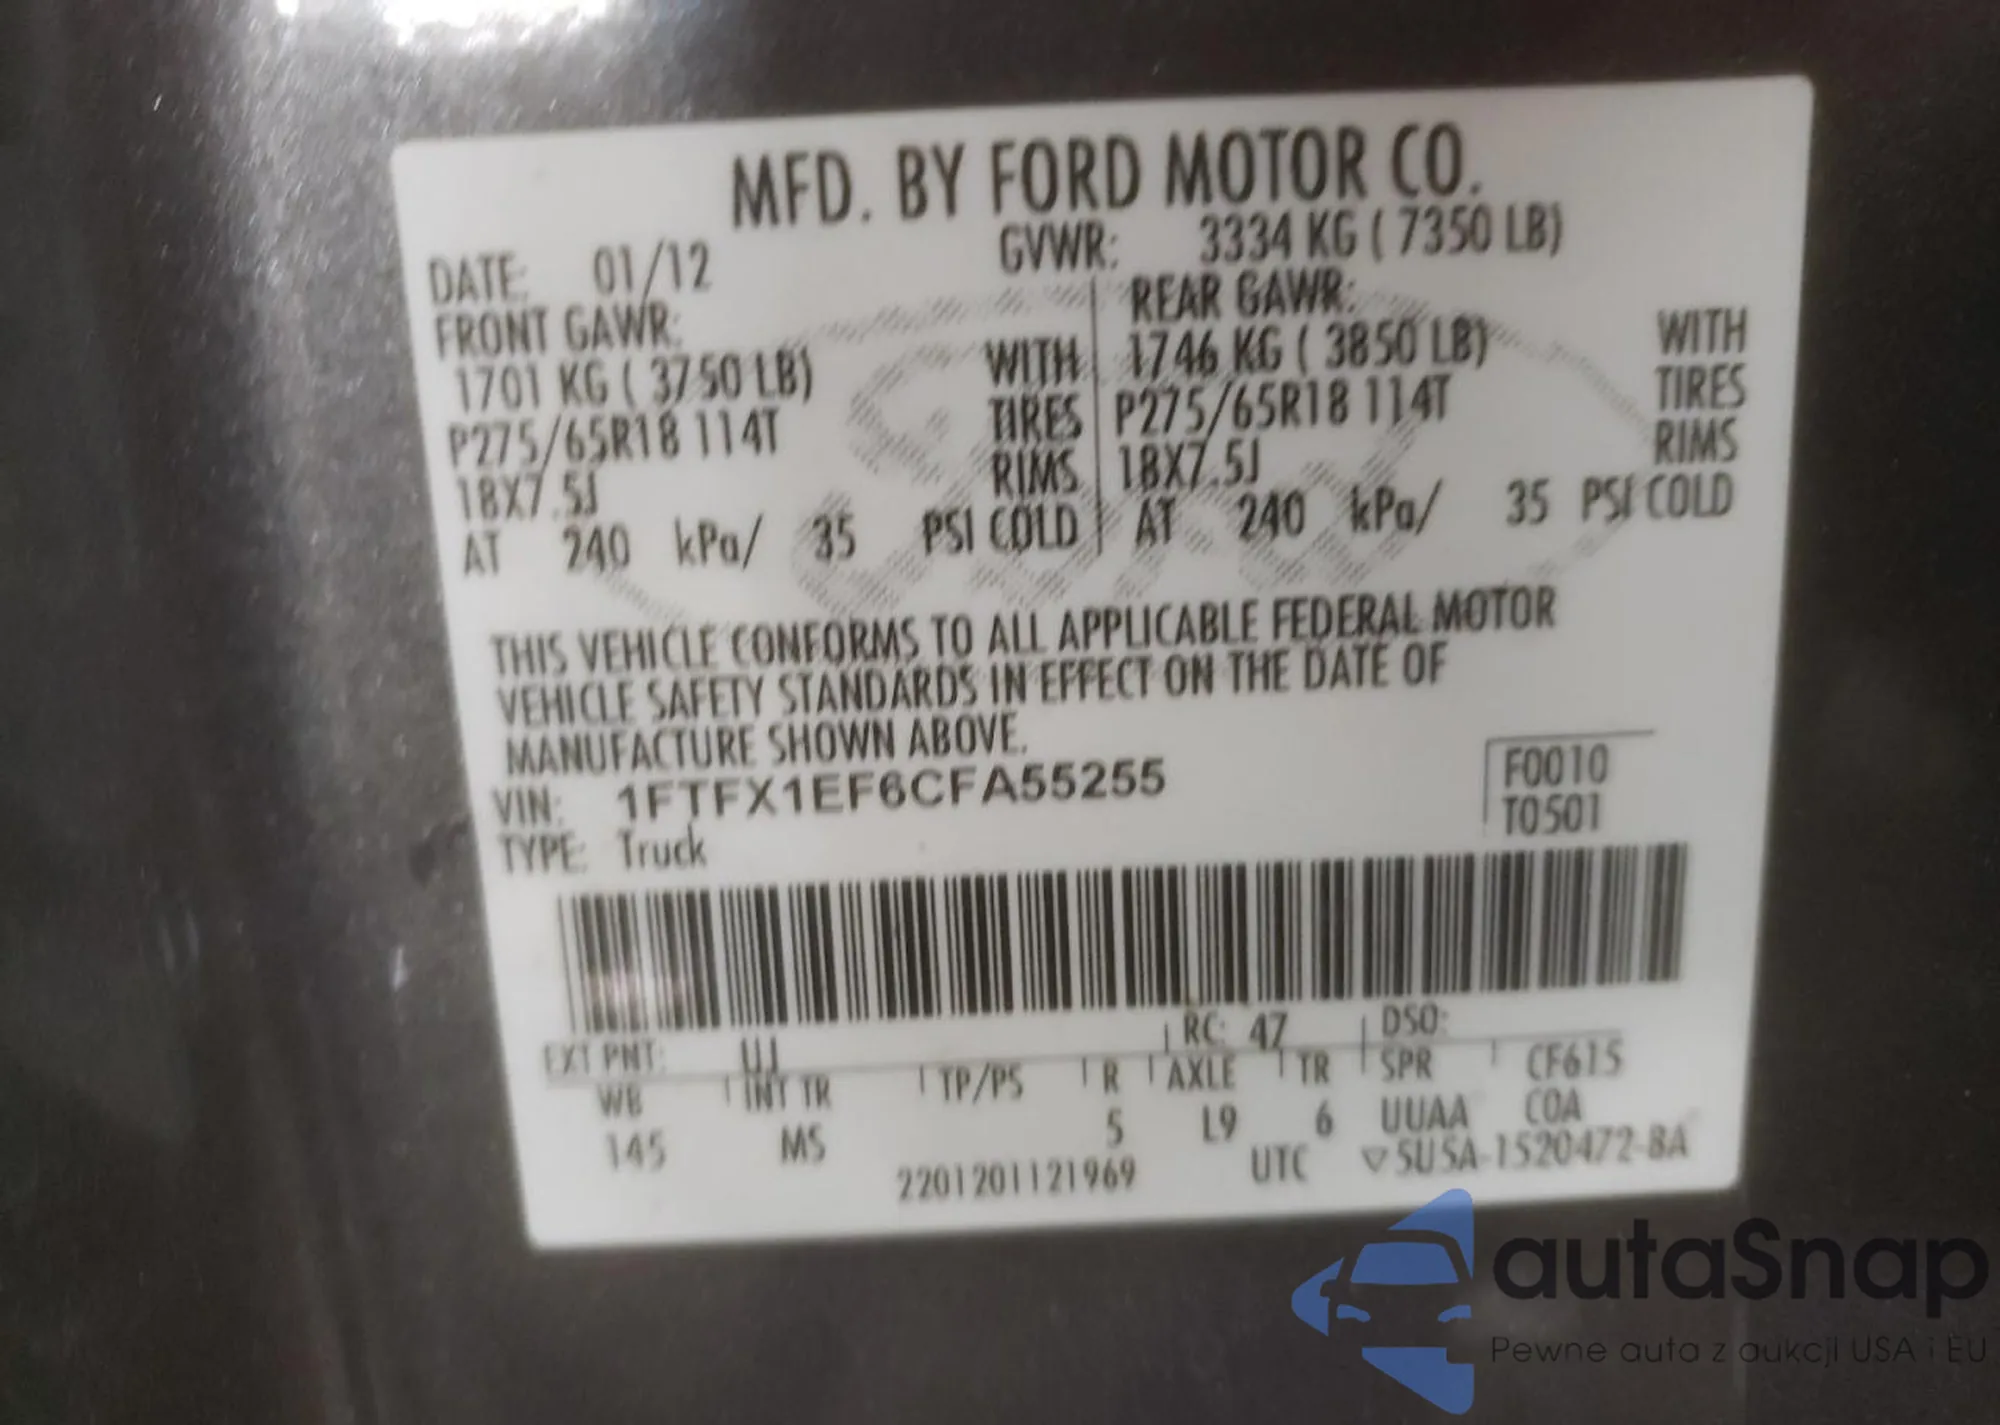 MFD. BY FORD MOTOR CO.
DATE: 01/12 GVWR: 3334 KG ( 7350 LB)
FRONT GAWR: REAR GAWR:
1701 KG ( 3750 LB) WITH 1746 KG ( 3850 LB) WITH
P275/65R18 114T TIRES P275/65R18 114T TIRES
18X7.5J RIMS 18X7.5J RIMS
AT 240 kPa/ 35 PSI COLD AT 240 kPa/ 35 PSI COLD
THIS VEHICLE CONFORMS TO ALL APPLICABLE FEDERAL MOTOR
VEHICLE SAFETY STANDARDS IN EFFECT ON THE DATE OF
MANUFACTURE SHOWN ABOVE.
VIN: 1FTFX1EF6CFA55255 F0010
TYPE: Truck T0501
EXT PNT: UJ RC: 47 DSO:
WB INT TR TP/PS R AXLE TR SPR CF615
145 MS 5 L9 6 UUAA COA
2201201121969 UTC ▽5U5A-1520472-BA
autaSnap
Pewne auta z aukcji USA i EU